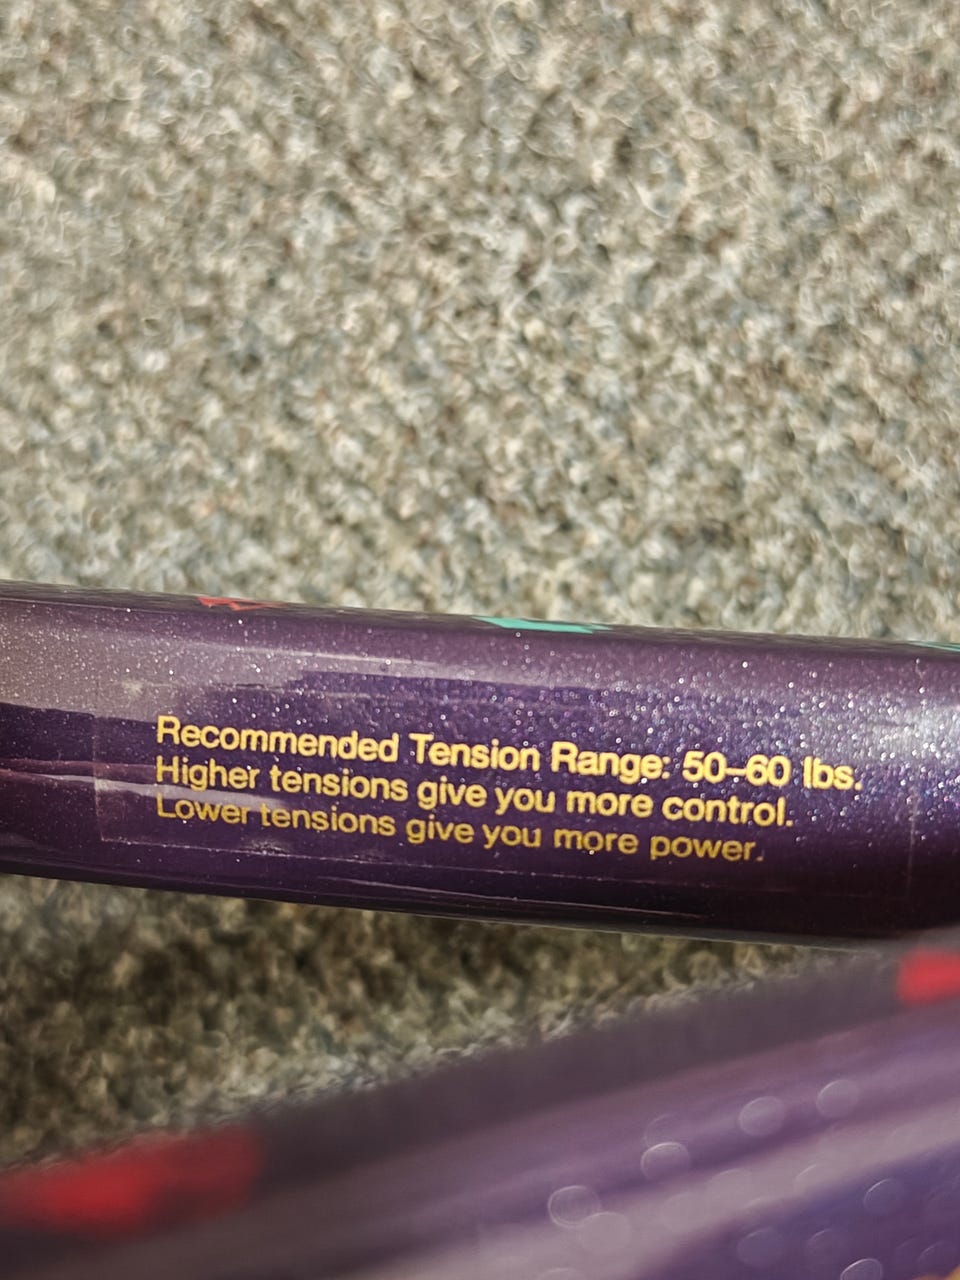 Recommended Tension Range: 50-60 lbs.
Higher tensions give you more control.
Lower tensions give you more power.